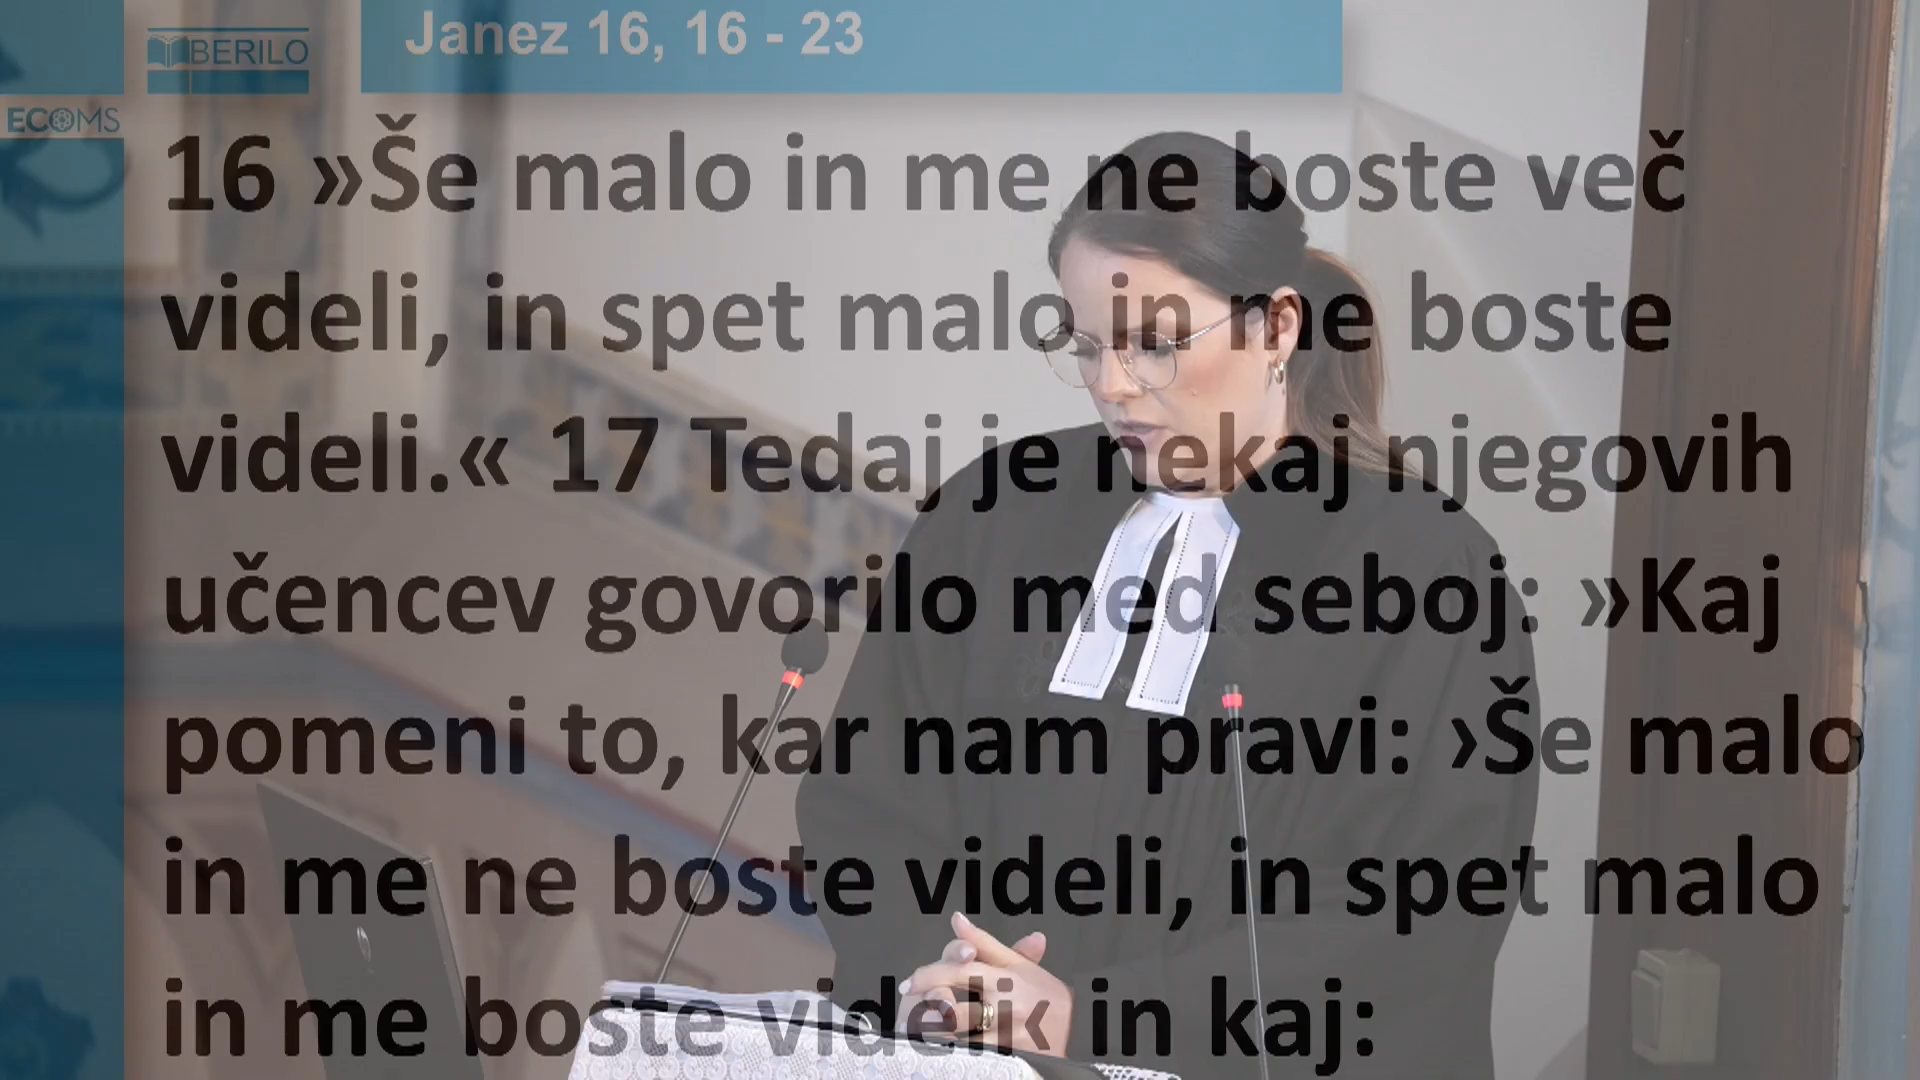 Janez 16, 16 - 23
BERILO
ECOMS
16 »Še malo in me ne boste več
videli, in spet malo in me boste
videli.« 17 Tedaj je nekaj njegovih
učencev govorilo med seboj: »Kaj
pomeni to, kar nam pravi: ›Še malo
in me ne boste videli, in spet malo
in me boste videli‹ in kaj: